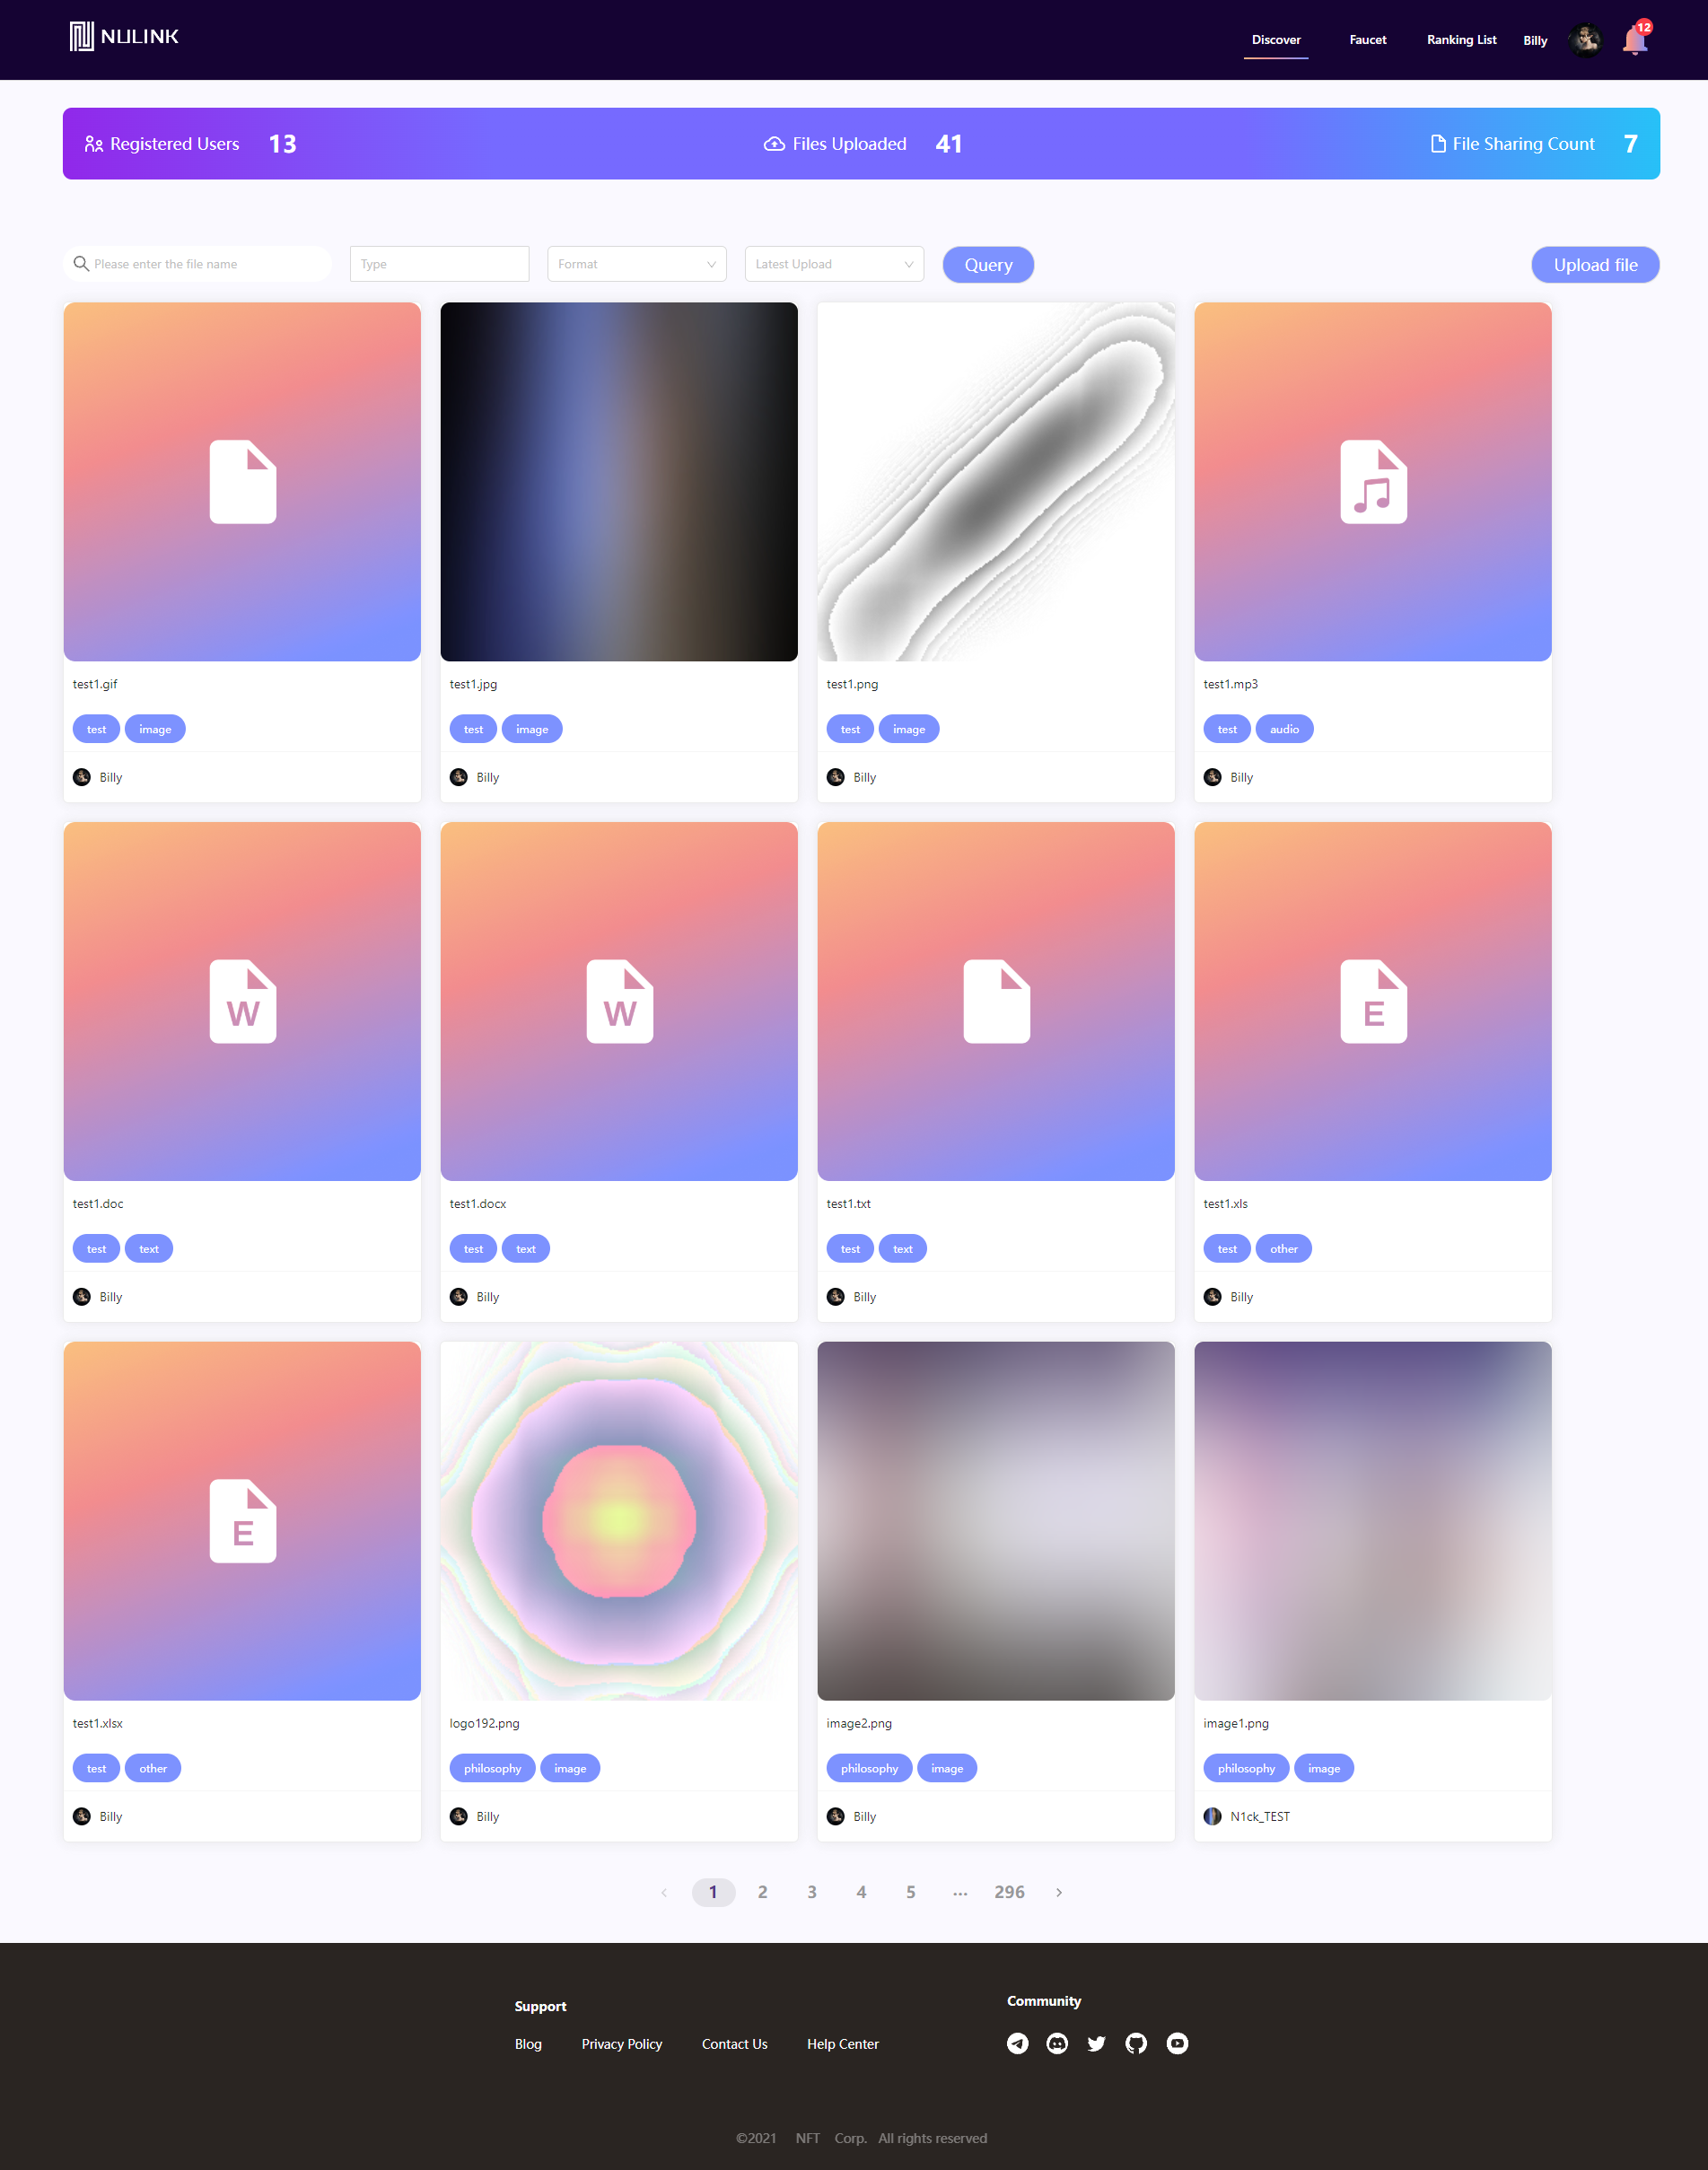 NULINK
Discover Faucet Ranking List Billy 12
Registered Users 13 Files Uploaded 41 File Sharing Count 7
Please enter the file name Type Format Latest Upload Query Upload file
test1.gif test1.jpg test1.png test1.mp3
test image test image test image test audio
Billy Billy Billy Billy
W W E
test1.doc test1.docx test1.txt test1.xls
test text test text test text test other
Billy Billy Billy Billy
E
test1.xlsx logo192.png image2.png image1.png
test other philosophy image philosophy image philosophy image
Billy Billy Billy N1ck_TEST
1 2 3 4 5 ··· 296
Support Community
Blog Privacy Policy Contact Us Help Center
©2021 NFT Corp. All rights reserved